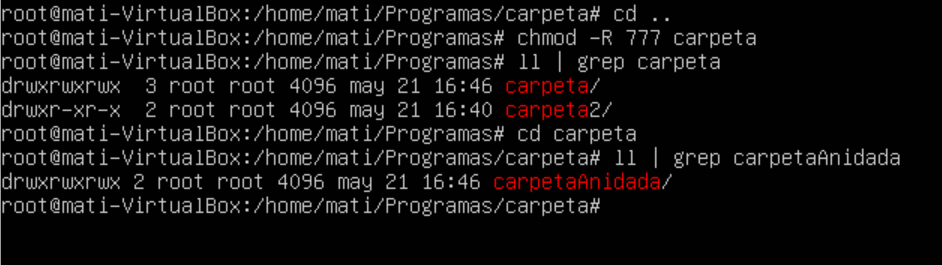 root@mati-VirtualBox:/home/mati/Programas/carpeta# cd ..
root@mati-VirtualBox:/home/mati/Programas# chmod -R 777 carpeta
root@mati-VirtualBox:/home/mati/Programas# ll | grep carpeta
drwxrwxrwx  3 root root 4096 may 21 16:46 carpeta/
drwxr-xr-x  2 root root 4096 may 21 16:40 carpeta2/
root@mati-VirtualBox:/home/mati/Programas# cd carpeta
root@mati-VirtualBox:/home/mati/Programas/carpeta# ll | grep carpetaAnidada
drwxrwxrwx 2 root root 4096 may 21 16:46 carpetaAnidada/
root@mati-VirtualBox:/home/mati/Programas/carpeta#